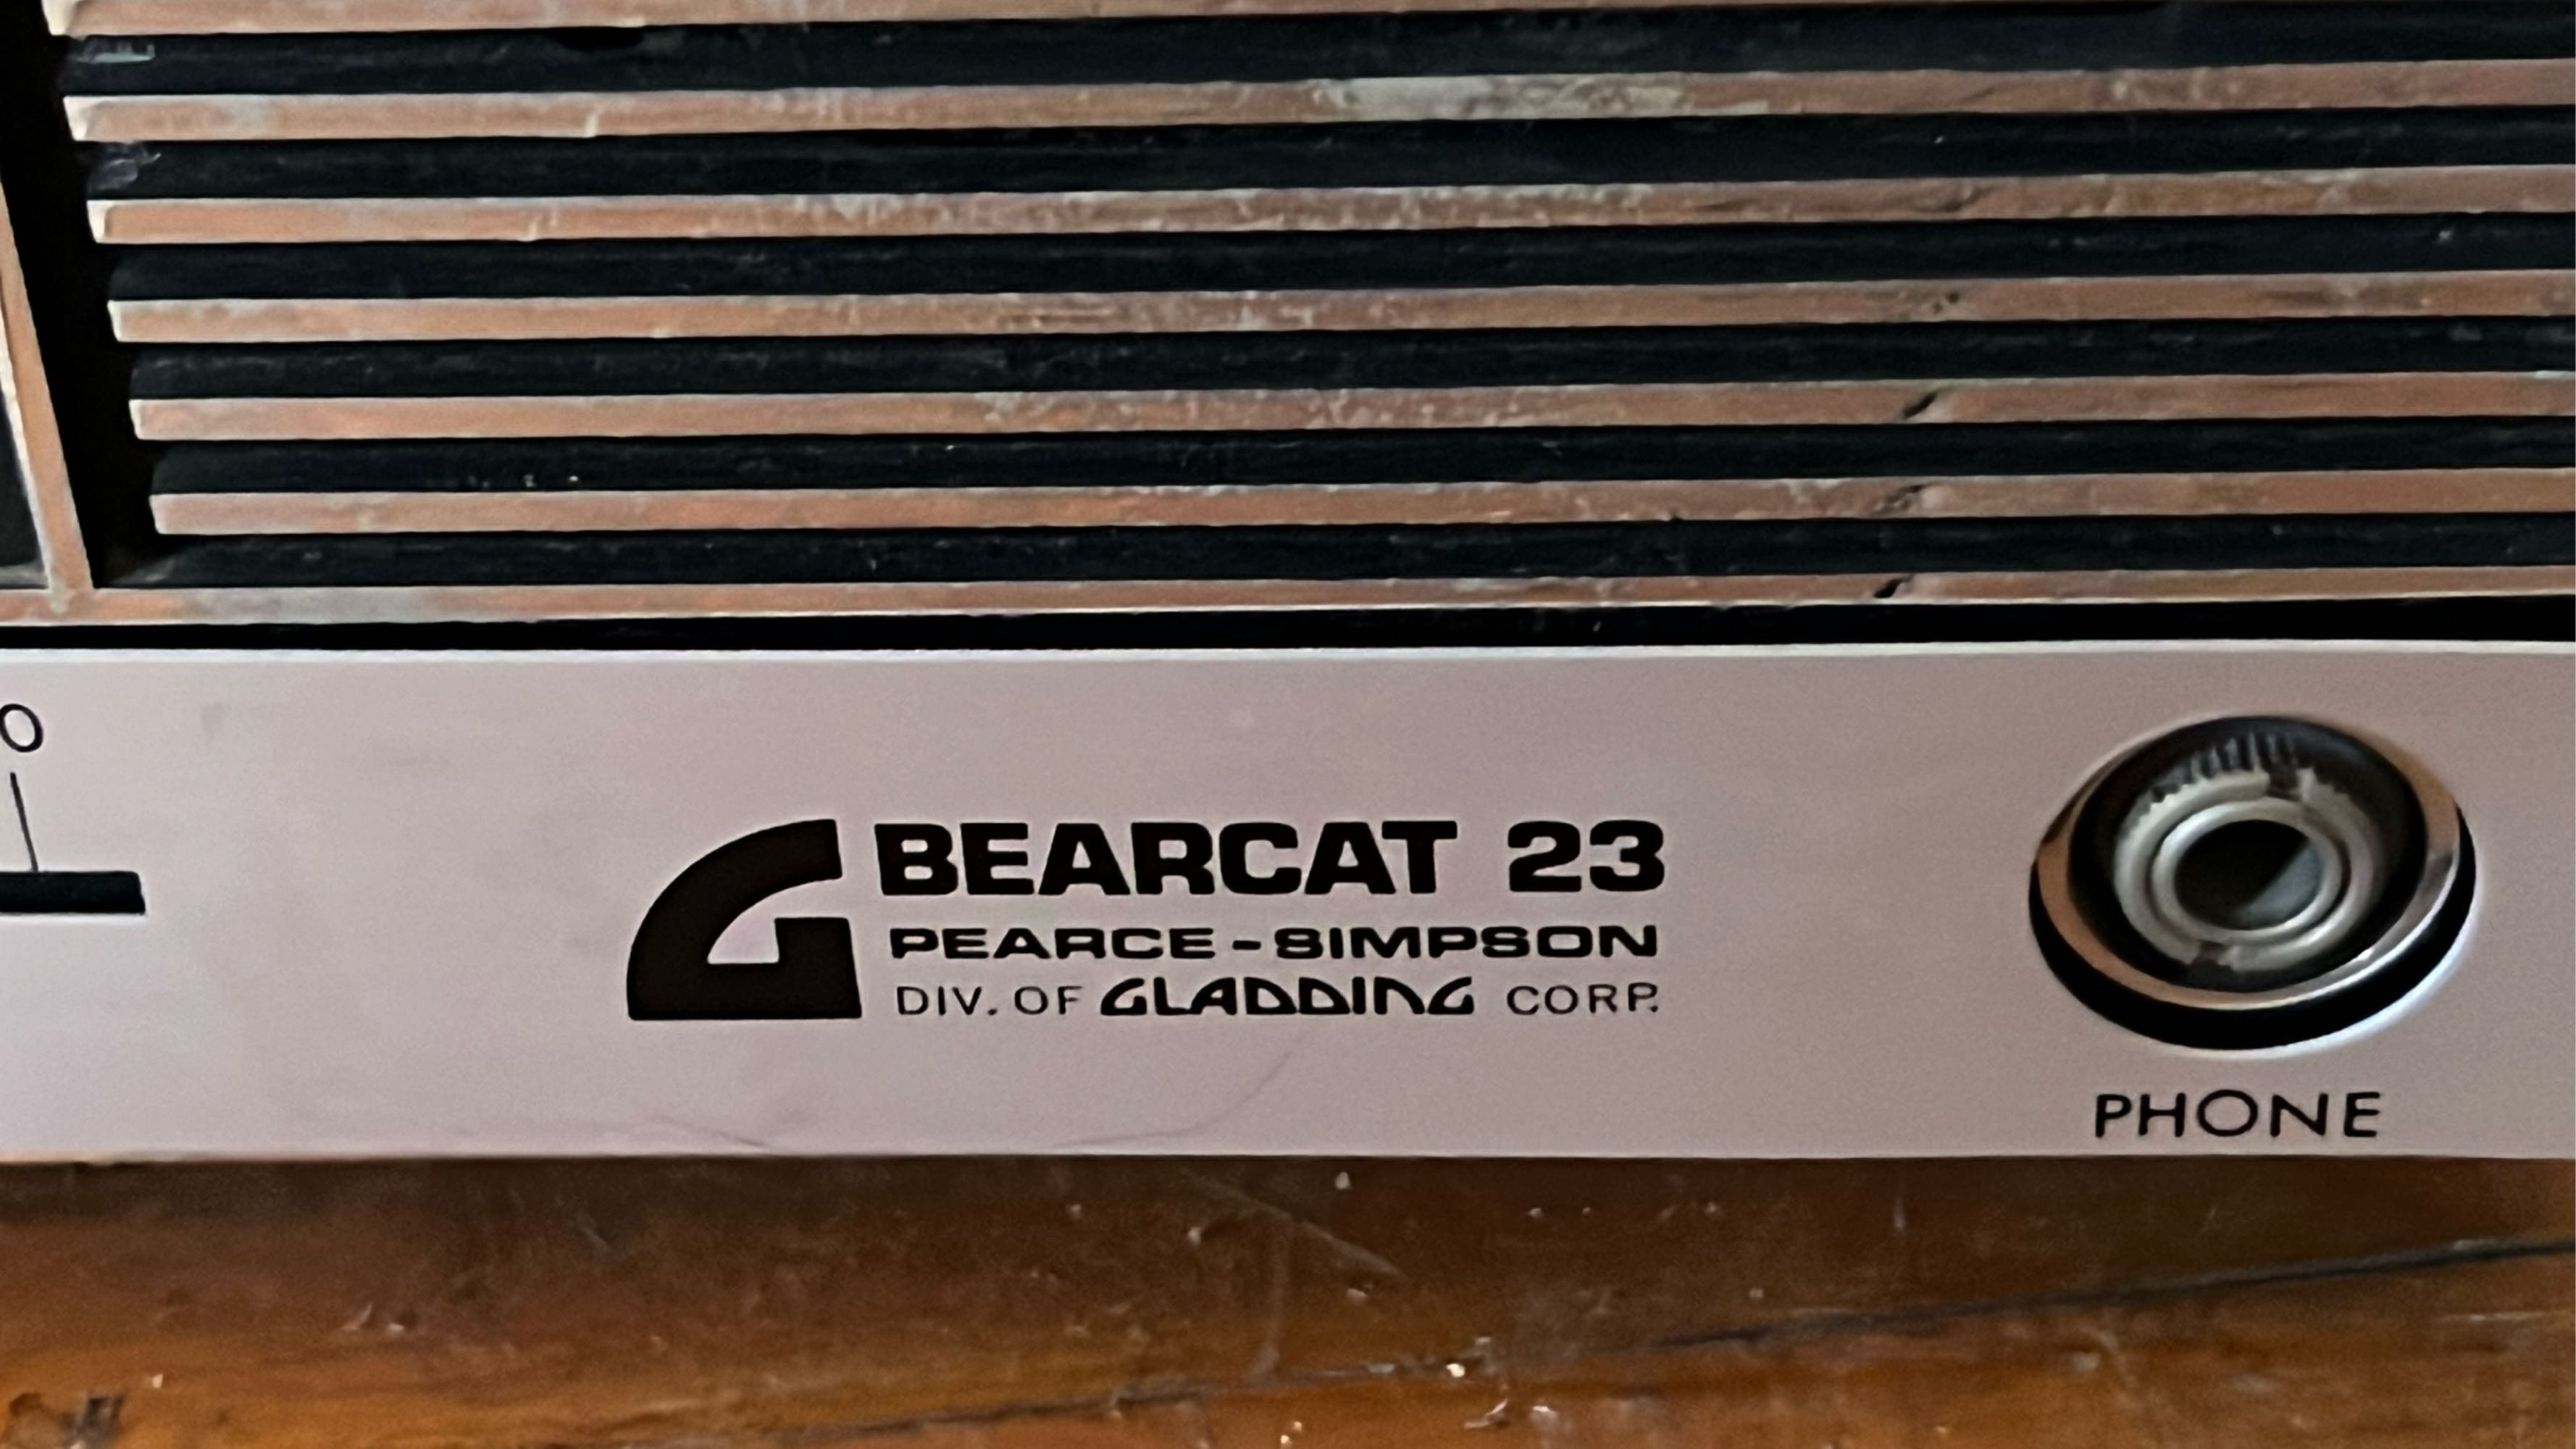 O
BEARCAT 23
PEARCE-SIMPSON
DIV. OF GLADDING CORP.
PHONE